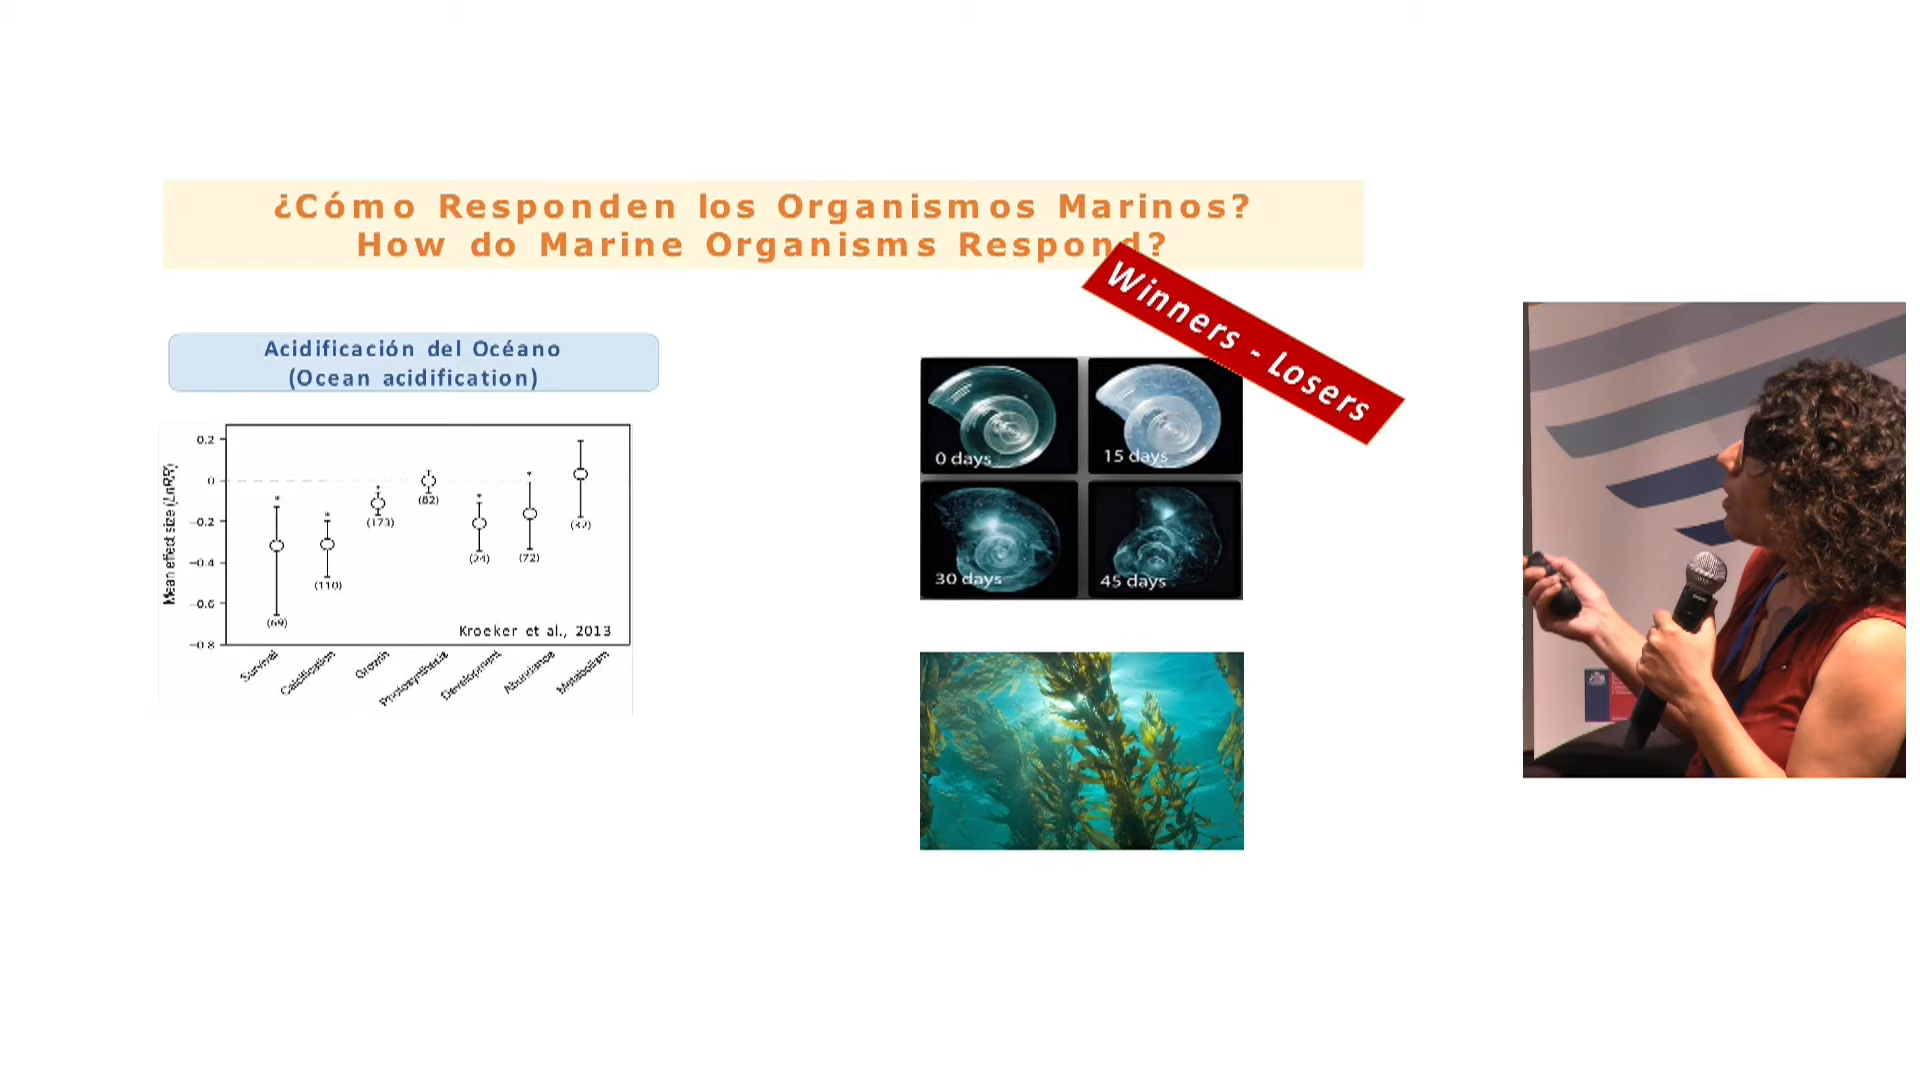 ¿Cómo Responden los Organismos Marinos?
How do Marine Organisms Respond?
Winners - Losers
Acidificación del Océano
(Ocean acidification)
Mean effect size (LnRR)
0.2
0
−0.2
−0.4
−0.6
−0.8
*
*
*
*
*
(69)
(110)
(173)
(82)
(24)
(72)
(32)
Kroeker et al., 2013
Survival
Calcification
Growth
Photosynthesis
Development
Abundance
Metabolism
0 days
15 days
30 days
45 days